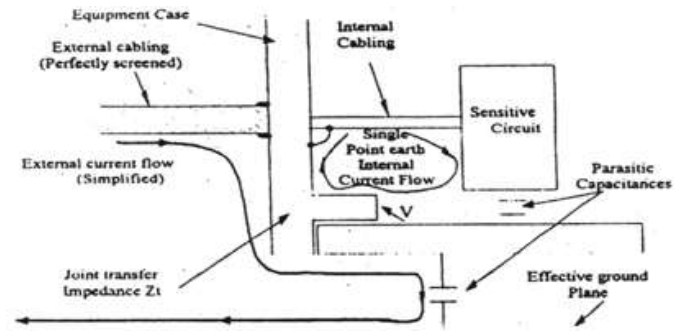 Equipment Case
Internal
Cabling
External cabling
(Perfectly screened)
Sensitive
Circuit
Single
Point earth
Internal
Current Flow
External current flow
(Simplified)
Parasitic
Capacitances
V
Joint transfer
Impedance Zt
Effective ground
Plane